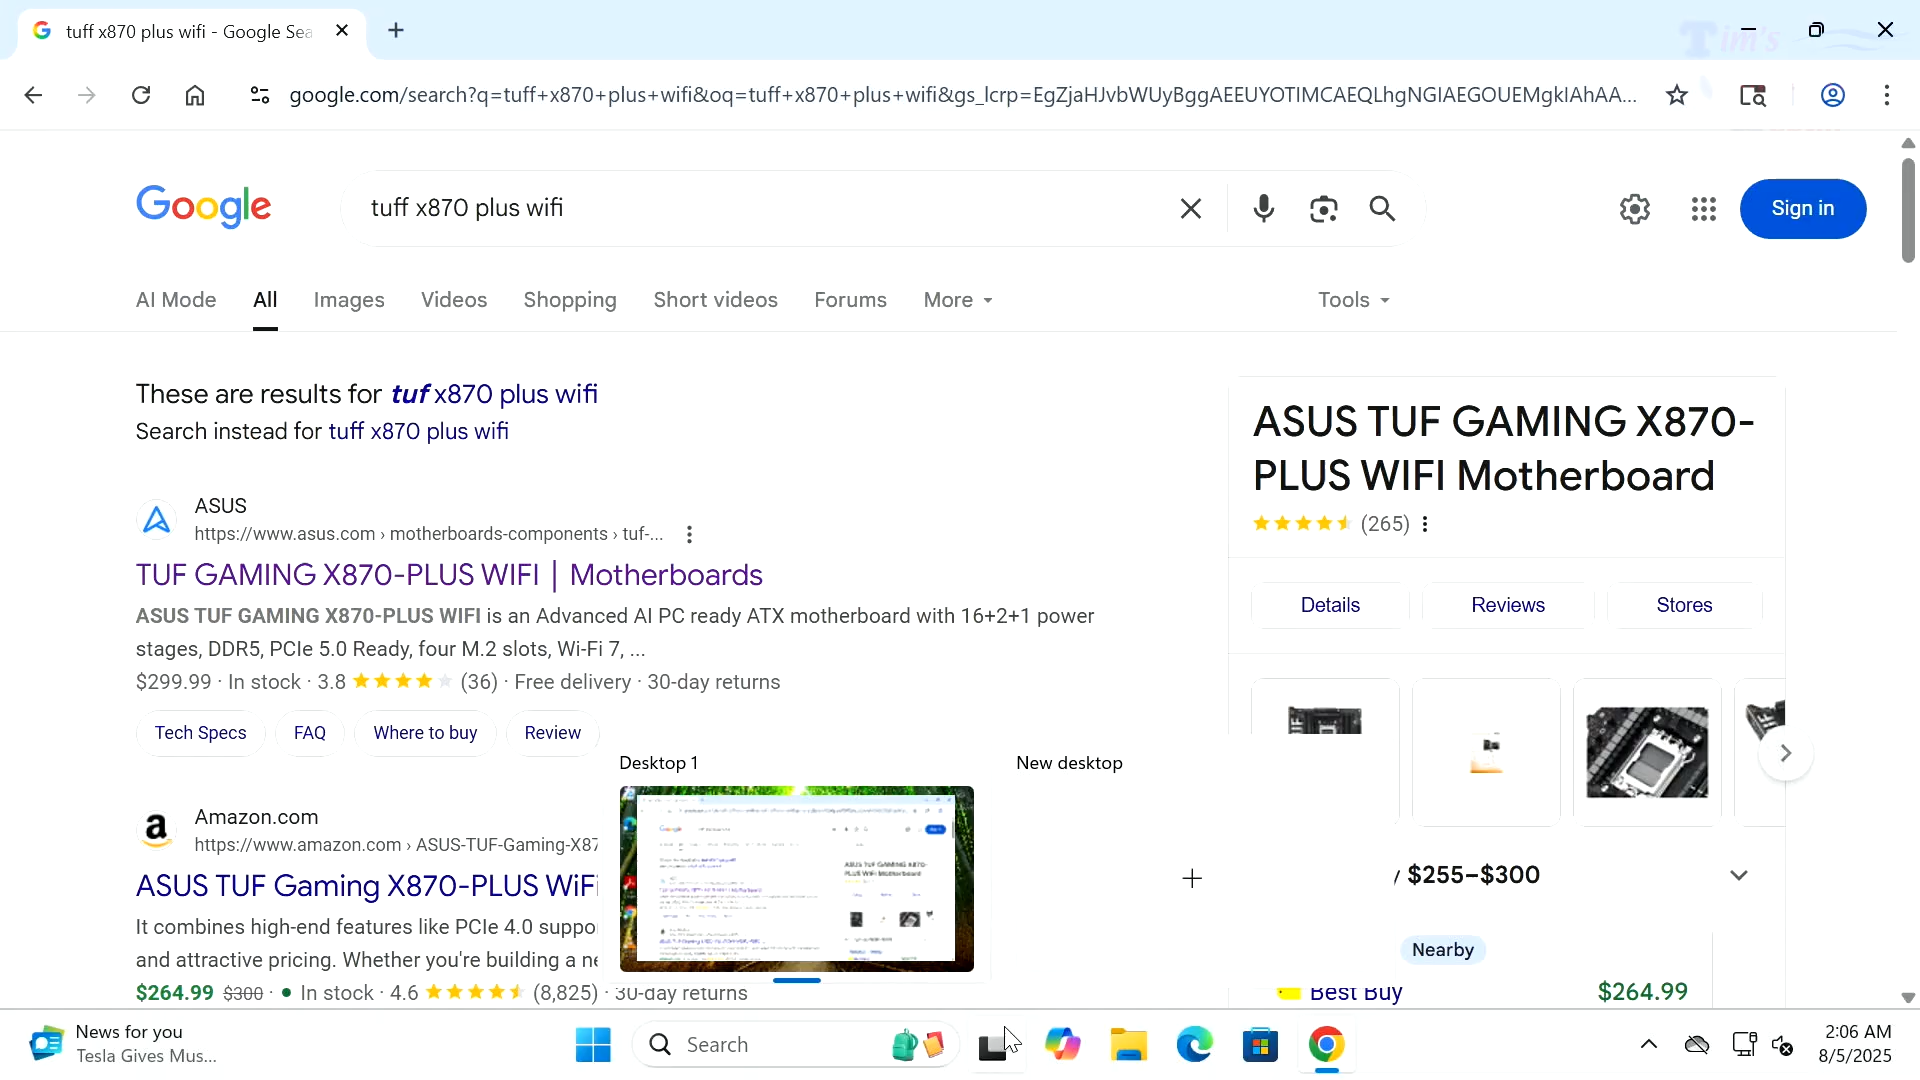 tuff x870 plus wifi - Google Sea
Tim's
google.com/search?q=tuff+x870+plus+wifi&oq=tuff+x870+plus+wifi&gs_lcrp=EgZjaHJvbWUyBggAEEUYOTIMCAEQLhgNGIAEGOUEMgkIAhAA...
Google
tuff x870 plus wifi
Sign in
AI Mode
All
Images
Videos
Shopping
Short videos
Forums
More
Tools
These are results for tuf x870 plus wifi
Search instead for tuff x870 plus wifi
ASUS
https://www.asus.com › motherboards-components › tuf-...
TUF GAMING X870-PLUS WIFI | Motherboards
ASUS TUF GAMING X870-PLUS WIFI is an Advanced AI PC ready ATX motherboard with 16+2+1 power
stages, DDR5, PCIe 5.0 Ready, four M.2 slots, Wi-Fi 7, ...
$299.99 · In stock · 3.8 (36) · Free delivery · 30-day returns
Tech Specs
FAQ
Where to buy
Review
Amazon.com
https://www.amazon.com › ASUS-TUF-Gaming-X87
ASUS TUF Gaming X870-PLUS WiFi
It combines high-end features like PCIe 4.0 suppo
and attractive pricing. Whether you're building a ne
$264.99 $300 · In stock · 4.6 (8,825) · 30-day returns
ASUS TUF GAMING X870-
PLUS WIFI Motherboard
(265)
Details
Reviews
Stores
$255–$300
Nearby
Best Buy
$264.99
Desktop 1
New desktop
ASUS TUF GAMING X870-
PLUS WIFI Motherboard
News for you
Tesla Gives Mus...
Search
2:06 AM
8/5/2025